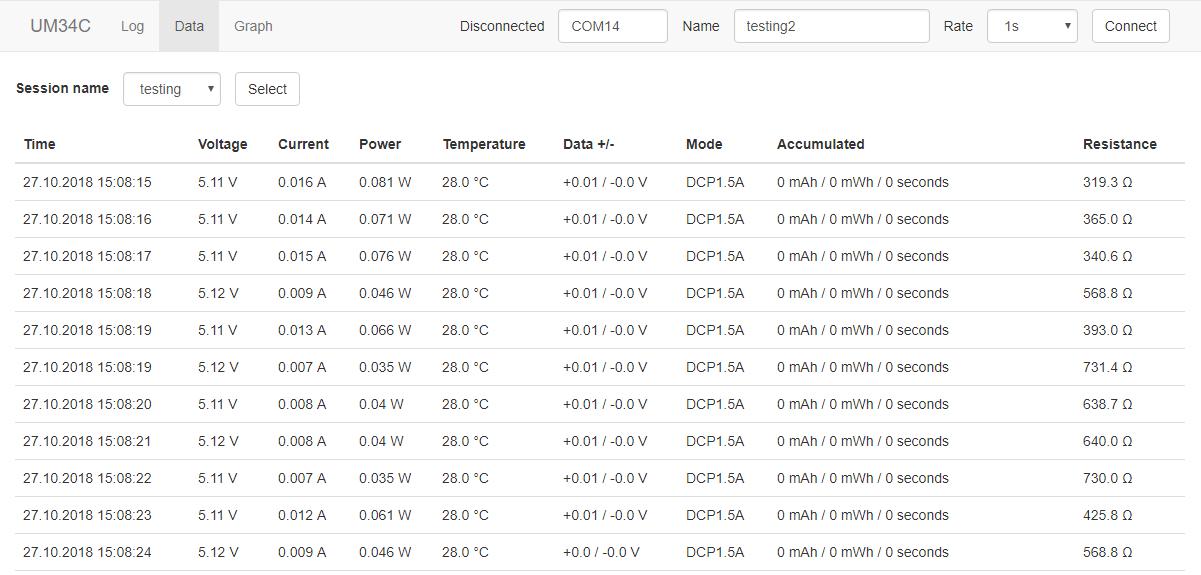 UM34C Log Data Graph Disconnected COM14 Name testing2 Rate 1s Connect
Session name testing Select
Time Voltage Current Power Temperature Data +/- Mode Accumulated Resistance
27.10.2018 15:08:15 5.11 V 0.016 A 0.081 W 28.0 °C +0.01 / -0.0 V DCP1.5A 0 mAh / 0 mWh / 0 seconds 319.3 Ω
27.10.2018 15:08:16 5.11 V 0.014 A 0.071 W 28.0 °C +0.01 / -0.0 V DCP1.5A 0 mAh / 0 mWh / 0 seconds 365.0 Ω
27.10.2018 15:08:17 5.11 V 0.015 A 0.076 W 28.0 °C +0.01 / -0.0 V DCP1.5A 0 mAh / 0 mWh / 0 seconds 340.6 Ω
27.10.2018 15:08:18 5.12 V 0.009 A 0.046 W 28.0 °C +0.01 / -0.0 V DCP1.5A 0 mAh / 0 mWh / 0 seconds 568.8 Ω
27.10.2018 15:08:19 5.11 V 0.013 A 0.066 W 28.0 °C +0.01 / -0.0 V DCP1.5A 0 mAh / 0 mWh / 0 seconds 393.0 Ω
27.10.2018 15:08:19 5.12 V 0.007 A 0.035 W 28.0 °C +0.01 / -0.0 V DCP1.5A 0 mAh / 0 mWh / 0 seconds 731.4 Ω
27.10.2018 15:08:20 5.11 V 0.008 A 0.04 W 28.0 °C +0.01 / -0.0 V DCP1.5A 0 mAh / 0 mWh / 0 seconds 638.7 Ω
27.10.2018 15:08:21 5.12 V 0.008 A 0.04 W 28.0 °C +0.01 / -0.0 V DCP1.5A 0 mAh / 0 mWh / 0 seconds 640.0 Ω
27.10.2018 15:08:22 5.11 V 0.007 A 0.035 W 28.0 °C +0.01 / -0.0 V DCP1.5A 0 mAh / 0 mWh / 0 seconds 730.0 Ω
27.10.2018 15:08:23 5.11 V 0.012 A 0.061 W 28.0 °C +0.01 / -0.0 V DCP1.5A 0 mAh / 0 mWh / 0 seconds 425.8 Ω
27.10.2018 15:08:24 5.12 V 0.009 A 0.046 W 28.0 °C +0.0 / -0.0 V DCP1.5A 0 mAh / 0 mWh / 0 seconds 568.8 Ω